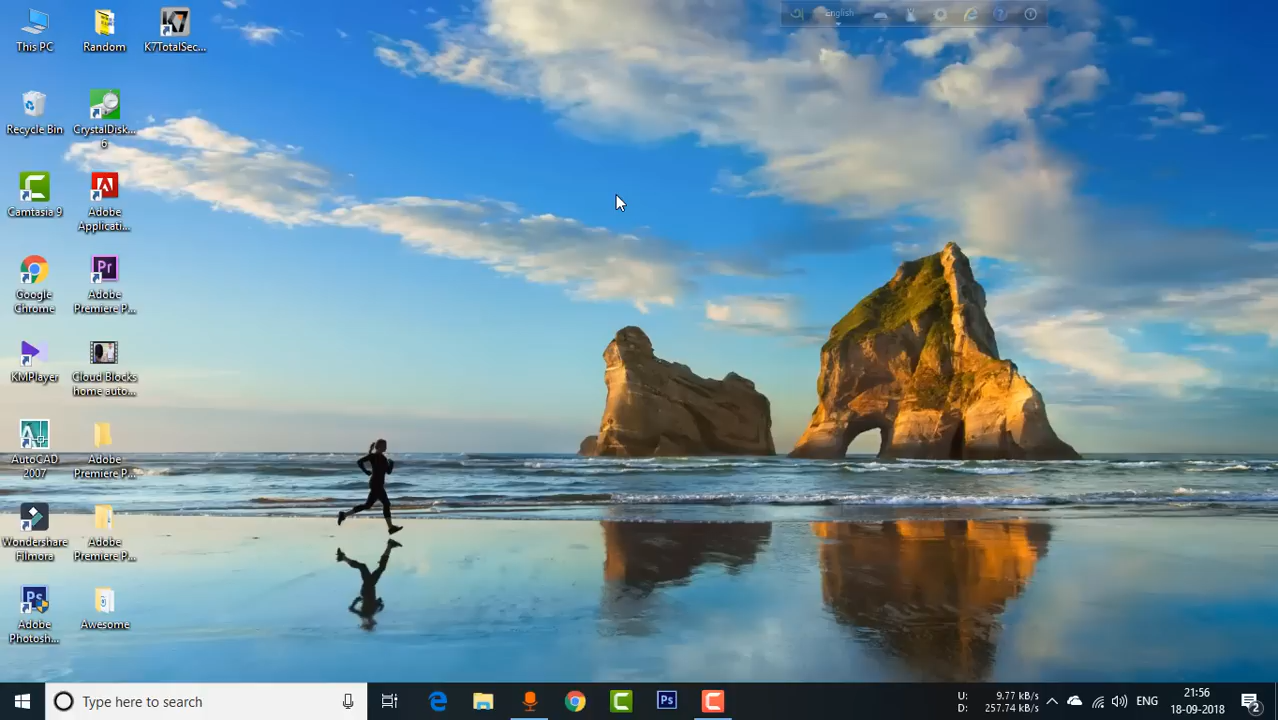 This PC
Random
K7TotalSec...
Recycle Bin
CrystalDisk...
6
Camtasia 9
Adobe
Applicati...
Google
Chrome
Adobe
Premiere P...
KMPlayer
Cloud Blocks
home auto...
AutoCAD
2007
Adobe
Premiere P...
Wondershare
Filmora
Adobe
Premiere P...
Adobe
Photosh...
Awesome
English
Type here to search
U: 9.77 kB/s
D: 257.74 kB/s
ENG
21:56
18-09-2018
2